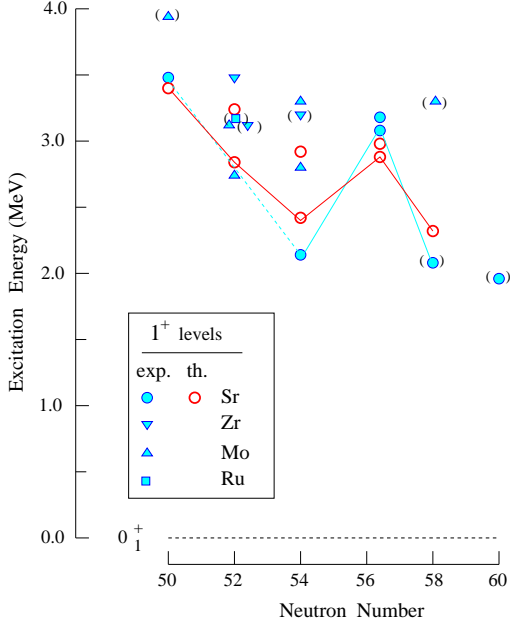 4.0
3.0
2.0
1.0
0.0
Excitation Energy (MeV)
( )
( )
( )
( )
( )
( )
( )
1+ levels
exp. th.
Sr
Zr
Mo
Ru
0+1
50 52 54 56 58 60
Neutron Number